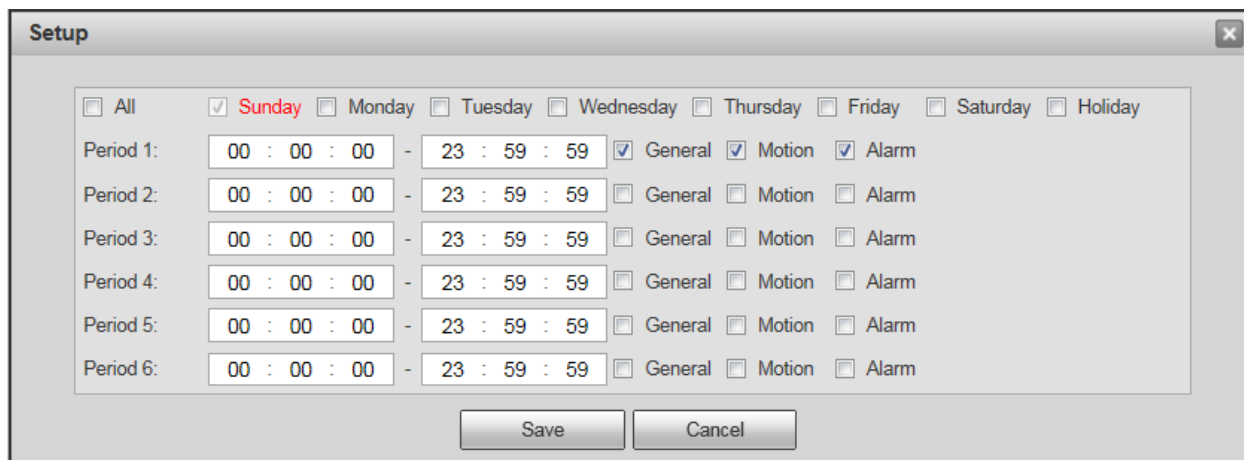 Setup
All Sunday Monday Tuesday Wednesday Thursday Friday Saturday Holiday
Period 1: 00 : 00 : 00 - 23 : 59 : 59 General Motion Alarm
Period 2: 00 : 00 : 00 - 23 : 59 : 59 General Motion Alarm
Period 3: 00 : 00 : 00 - 23 : 59 : 59 General Motion Alarm
Period 4: 00 : 00 : 00 - 23 : 59 : 59 General Motion Alarm
Period 5: 00 : 00 : 00 - 23 : 59 : 59 General Motion Alarm
Period 6: 00 : 00 : 00 - 23 : 59 : 59 General Motion Alarm
Save Cancel